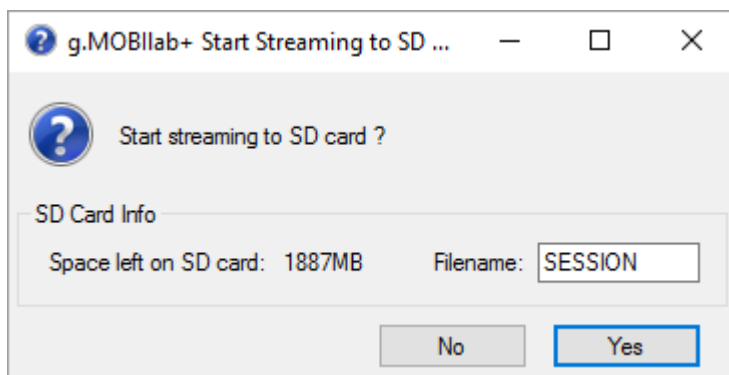 g.MOBIlab+ Start Streaming to SD ...
Start streaming to SD card ?
SD Card Info
Space left on SD card: 1887MB Filename: SESSION
No Yes